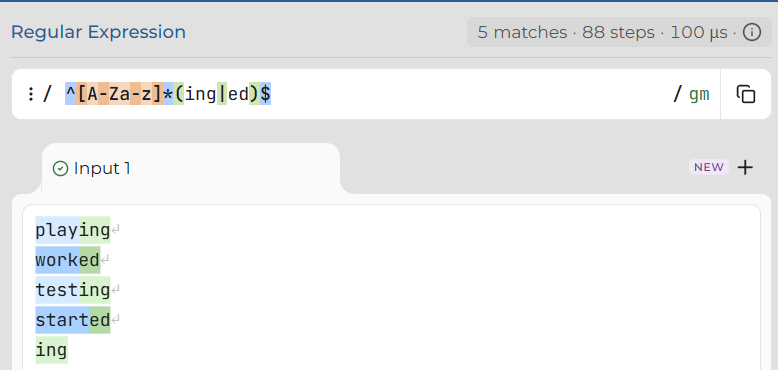 Regular Expression
5 matches · 88 steps · 100 μs ·
/ ^[A-Za-z]*(ing|ed)$ / gm
Input 1
NEW +
playing↵
worked↵
testing↵
started↵
ing